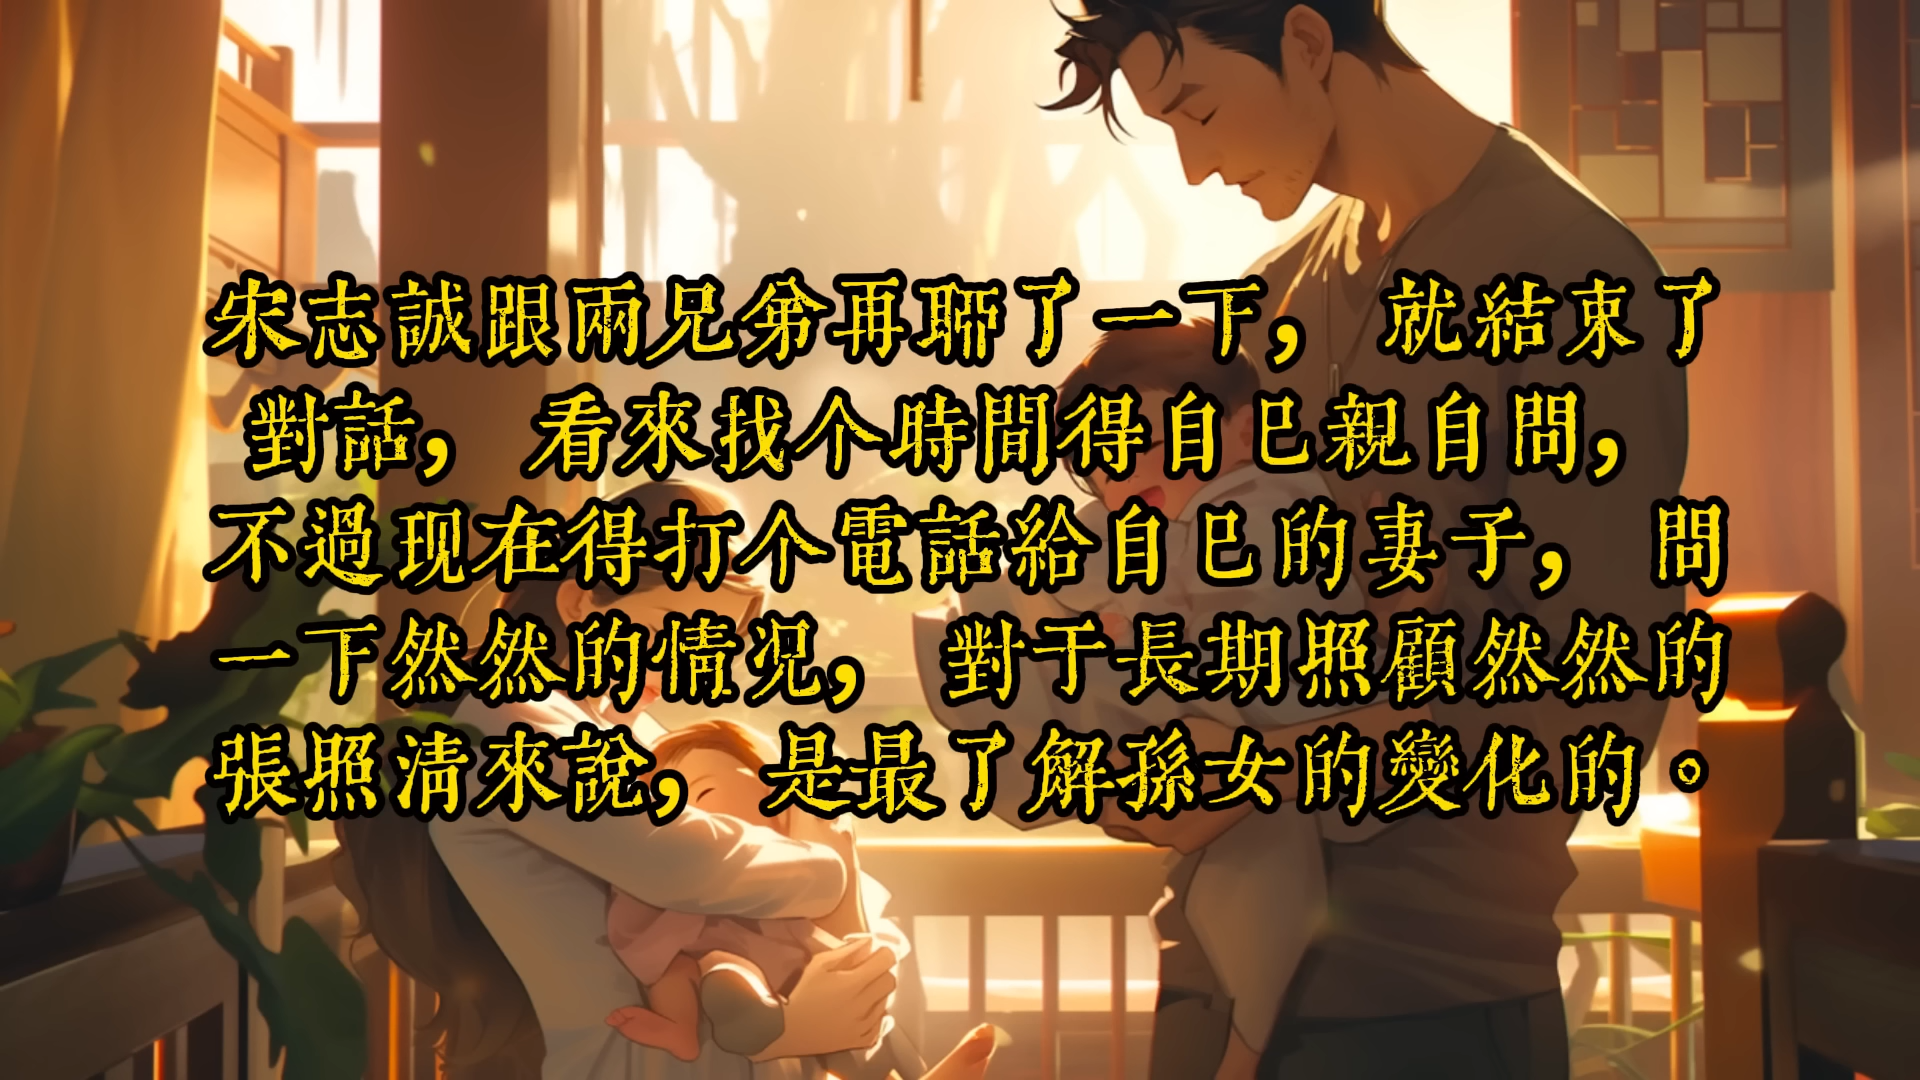 宋志誠跟兩兄弟再聊了一下，就結束了
對話，看來找个時間得自己親自問，
不過现在得打个電話給自己的妻子，問
一下然然的情況，對于長期照顧然然的
張照清來說，是最了解孫女的變化的。